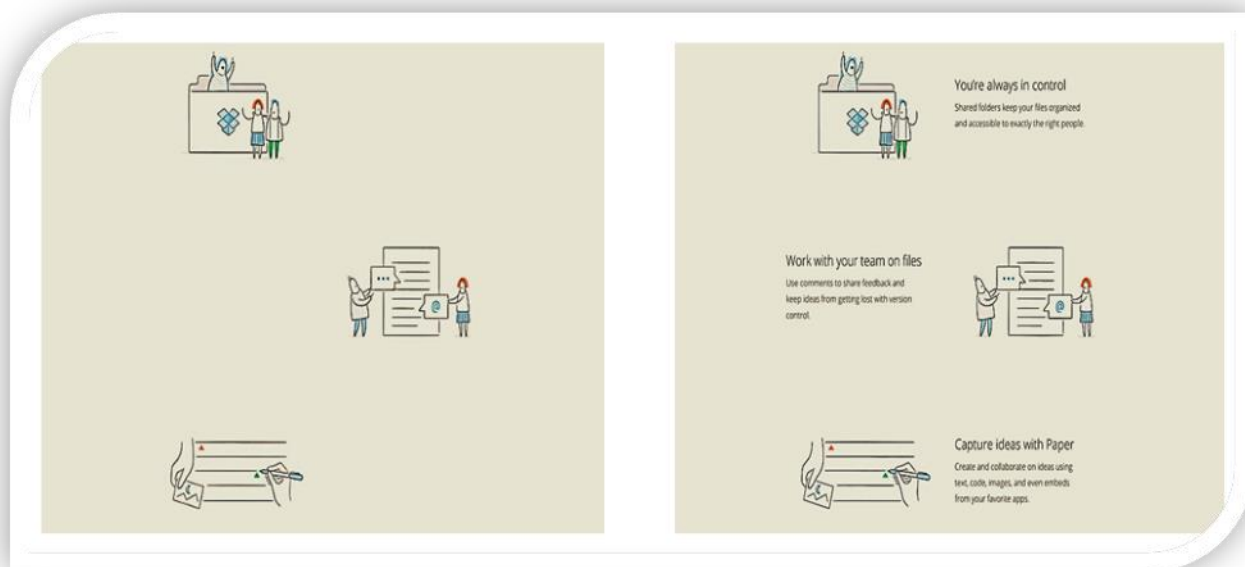 You're always in control
Shared folders keep your files organized
and accessible to exactly the right people.
Work with your team on files
Use comments to share feedback and
keep ideas from getting lost with version
control.
@
Capture ideas with Paper
Create and collaborate on ideas using
text, code, images, and even embeds
from your favorite apps.
@